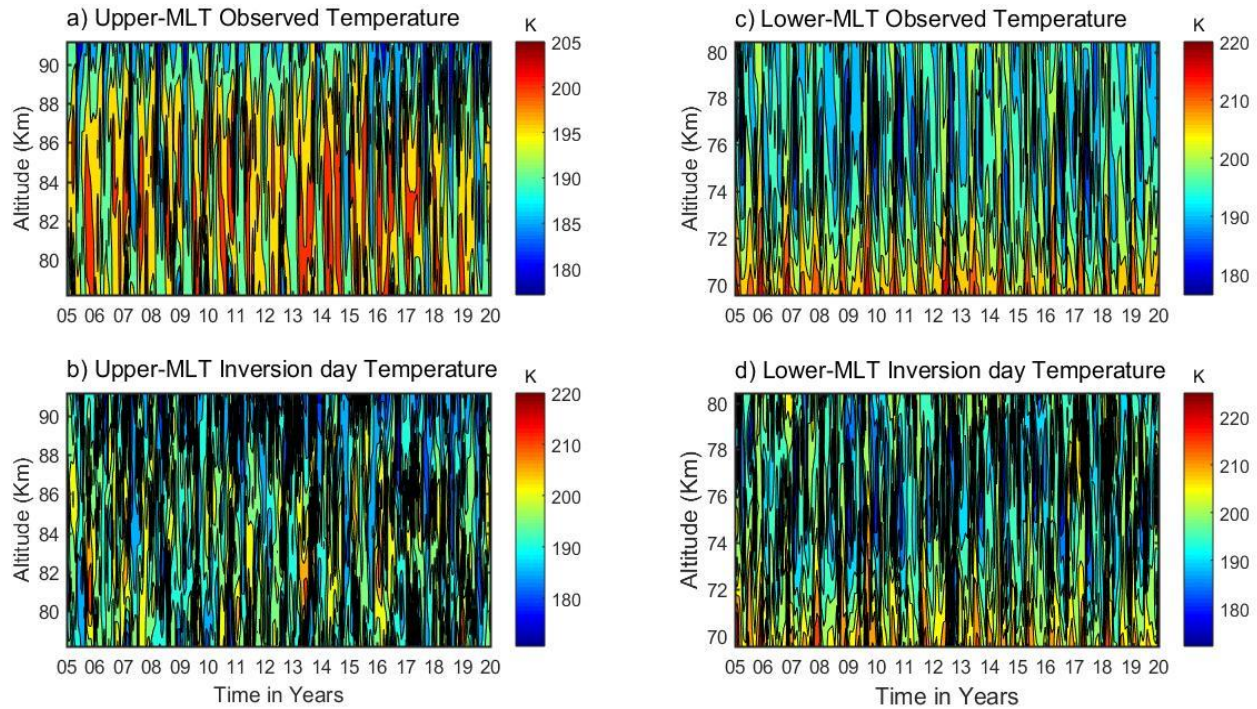 a) Upper-MLT Observed Temperature
K
205
200
195
190
185
180
Altitude (Km)
90
88
86
84
82
80
05 06 07 08 09 10 11 12 13 14 15 16 17 18 19 20
c) Lower-MLT Observed Temperature
K
220
210
200
190
180
Altitude (Km)
80
78
76
74
72
70
05 06 07 08 09 10 11 12 13 14 15 16 17 18 19 20
b) Upper-MLT Inversion day Temperature
K
220
210
200
190
180
Altitude (Km)
90
88
86
84
82
80
05 06 07 08 09 10 11 12 13 14 15 16 17 18 19 20
Time in Years
d) Lower-MLT Inversion day Temperature
K
220
210
200
190
180
Altitude (Km)
80
78
76
74
72
70
05 06 07 08 09 10 11 12 13 14 15 16 17 18 19 20
Time in Years